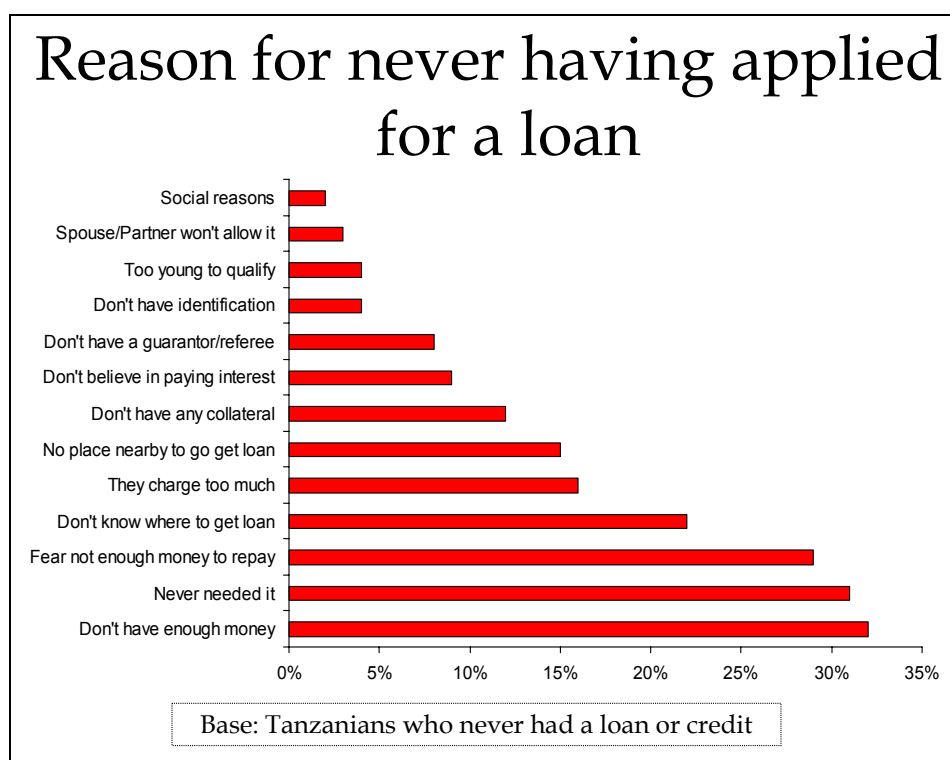 Reason for never having applied
for a loan
Social reasons
Spouse/Partner won't allow it
Too young to qualify
Don't have identification
Don't have a guarantor/referee
Don't believe in paying interest
Don't have any collateral
No place nearby to go get loan
They charge too much
Don't know where to get loan
Fear not enough money to repay
Never needed it
Don't have enough money
0% 5% 10% 15% 20% 25% 30% 35%
Base: Tanzanians who never had a loan or credit